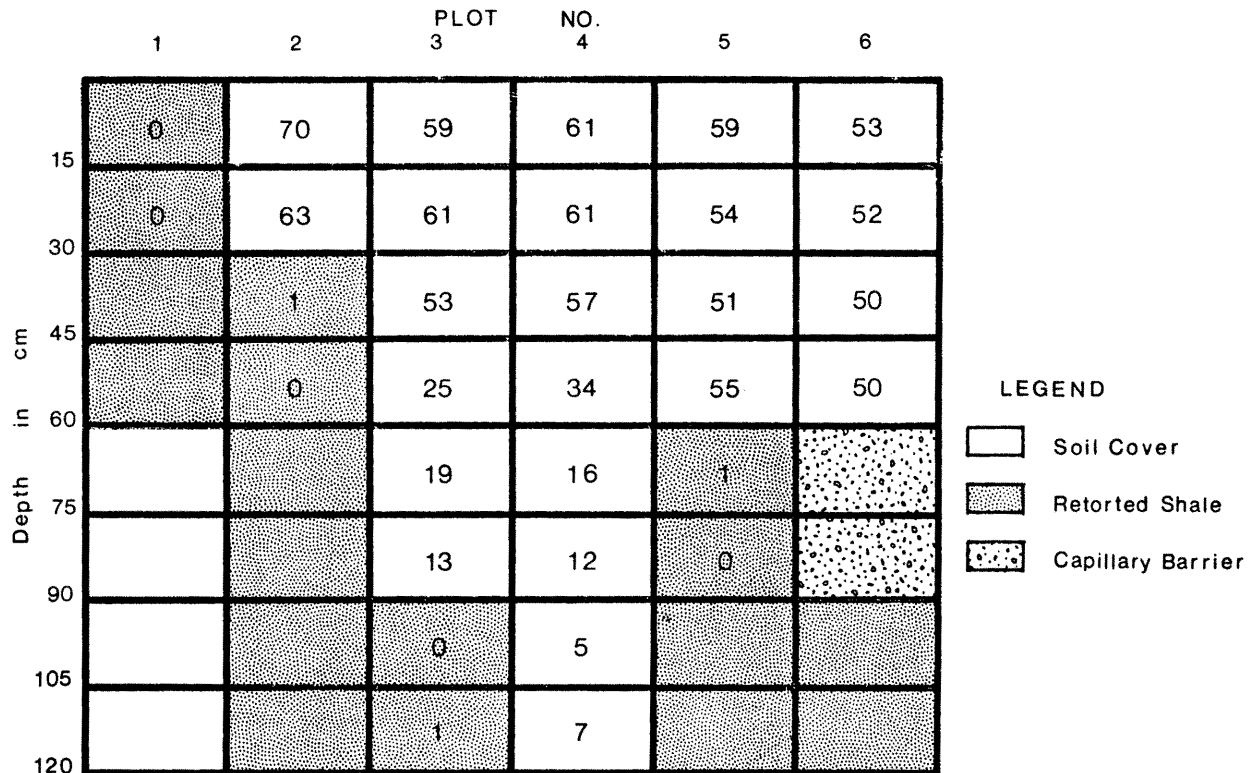 PLOT NO.
1 2 3 4 5 6
0 70 59 61 59 53
15
0 63 61 61 54 52
30
1 53 57 51 50
45
0 25 34 55 50
60
19 16 1
75
13 12 0
90
0 5
105
1 7
120
Depth in cm
LEGEND
Soil Cover
Retorted Shale
Capillary Barrier